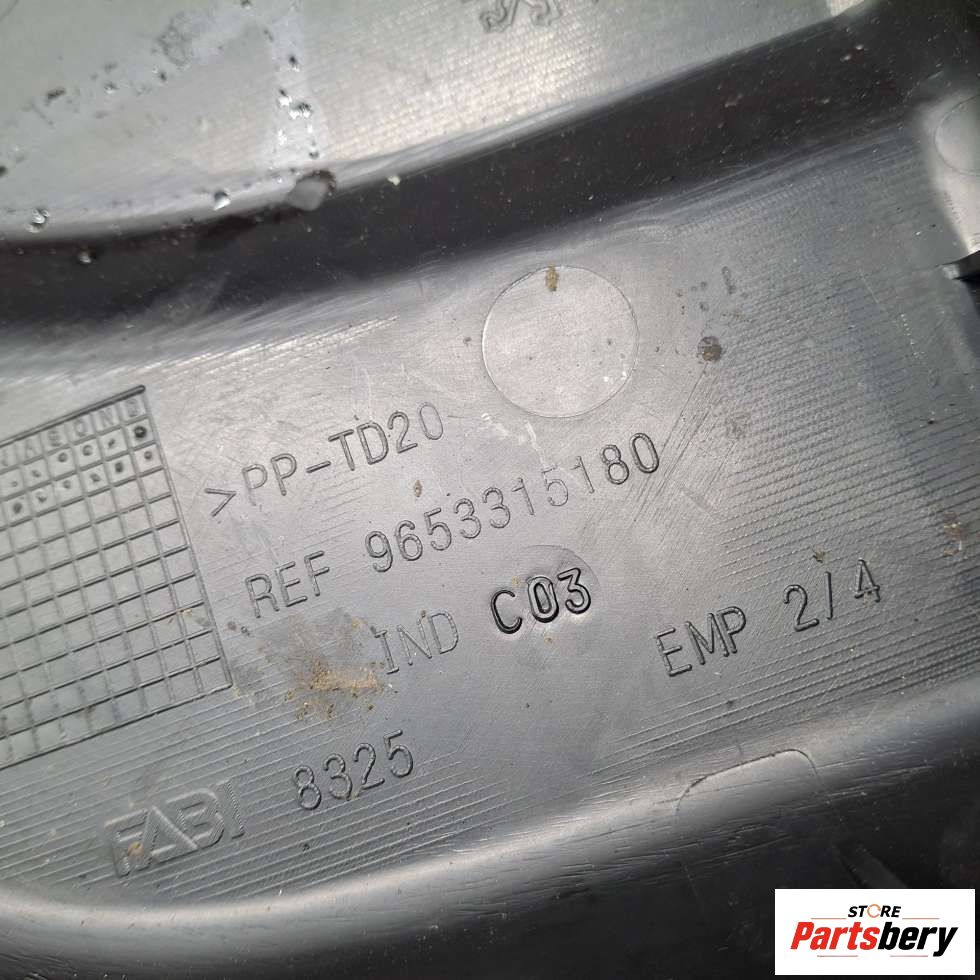 >PP-TD20
REF 9653315180
IND C03
EMP 2/4
FABI 8325
STORE
Partsbery